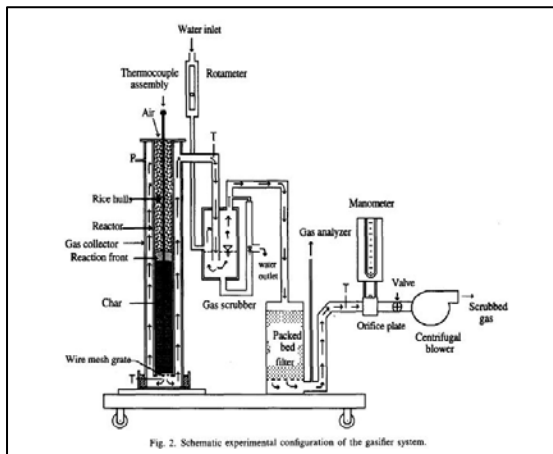 Water inlet
Thermocouple
assembly
Rotameter
Air
T
P
Rice hulls
Reactor
Gas collector
Reaction front
Char
Wire mesh grate
T
water
outlet
Gas scrubber
Gas analyzer
Manometer
Packed
bed
filter
T
Valve
Orifice plate
Scrubbed
gas
Centrifugal
blower
Fig. 2. Schematic experimental configuration of the gasifier system.